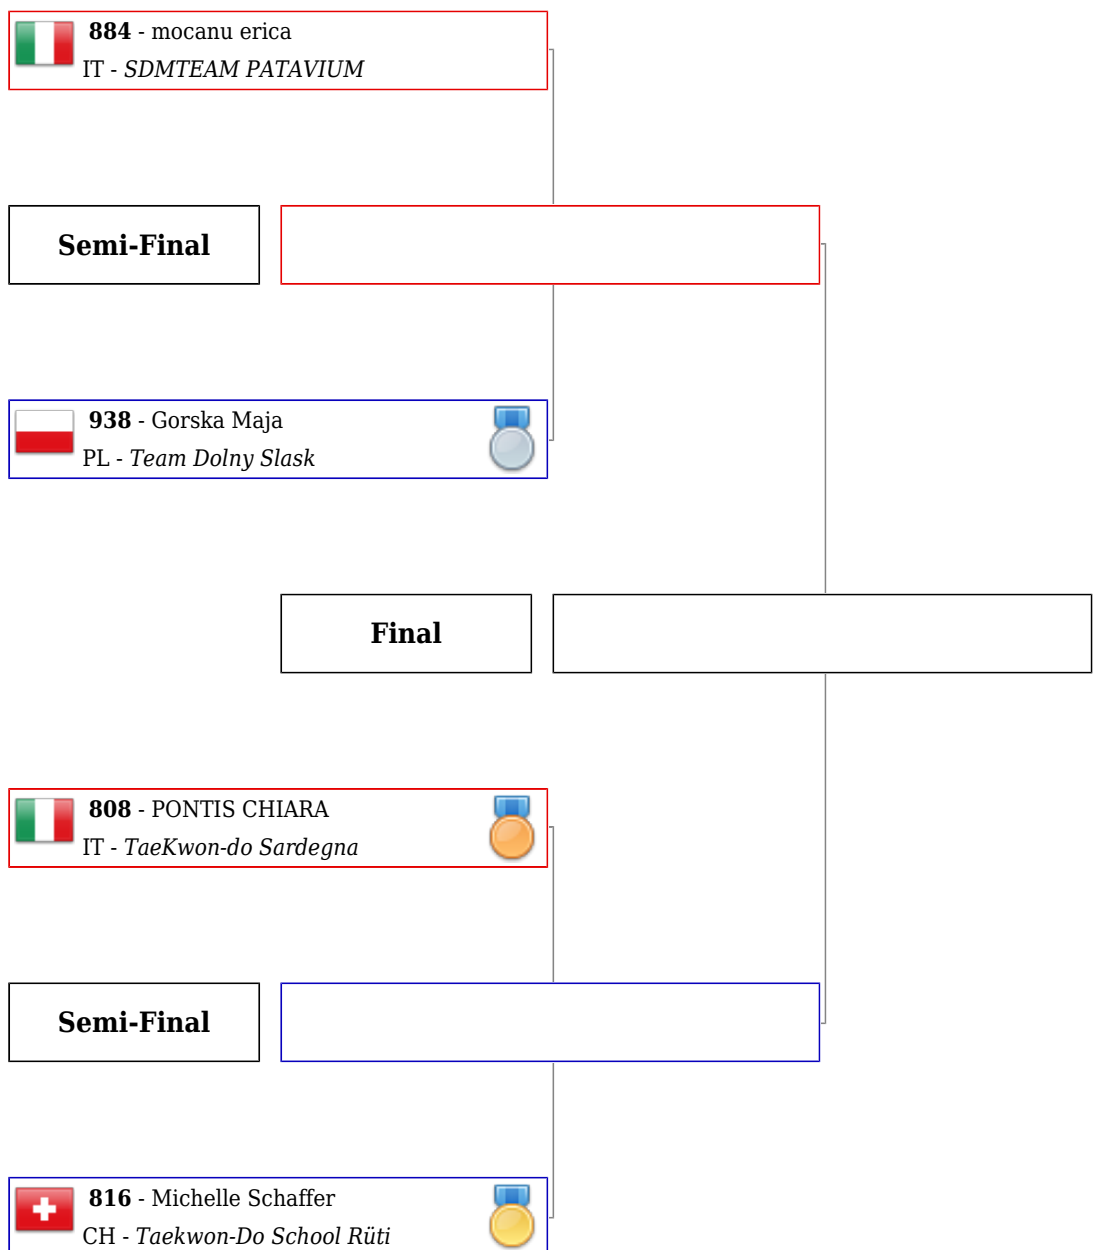 884 - mocanu erica
IT - SDMTEAM PATAVIUM
Semi-Final
938 - Gorska Maja
PL - Team Dolny Slask
Final
808 - PONTIS CHIARA
IT - TaeKwon-do Sardegna
Semi-Final
816 - Michelle Schaffer
CH - Taekwon-Do School Rüti